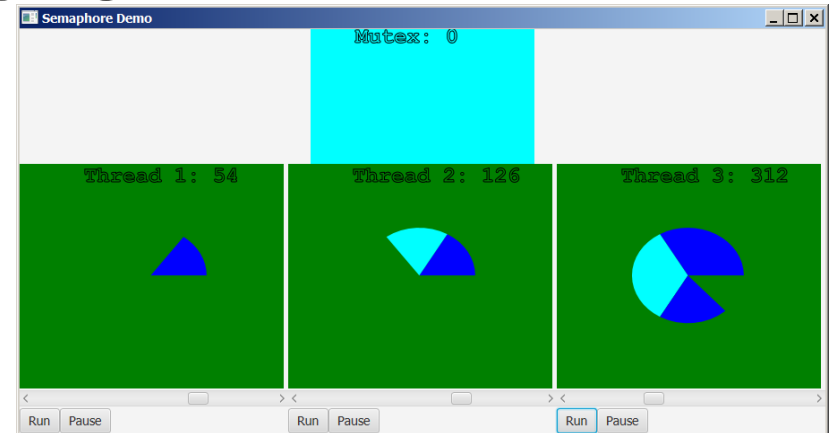 Semaphore Demo
Mutex: 0
Thread 1: 54
Thread 2: 126
Thread 3: 312
Run Pause
Run Pause
Run Pause